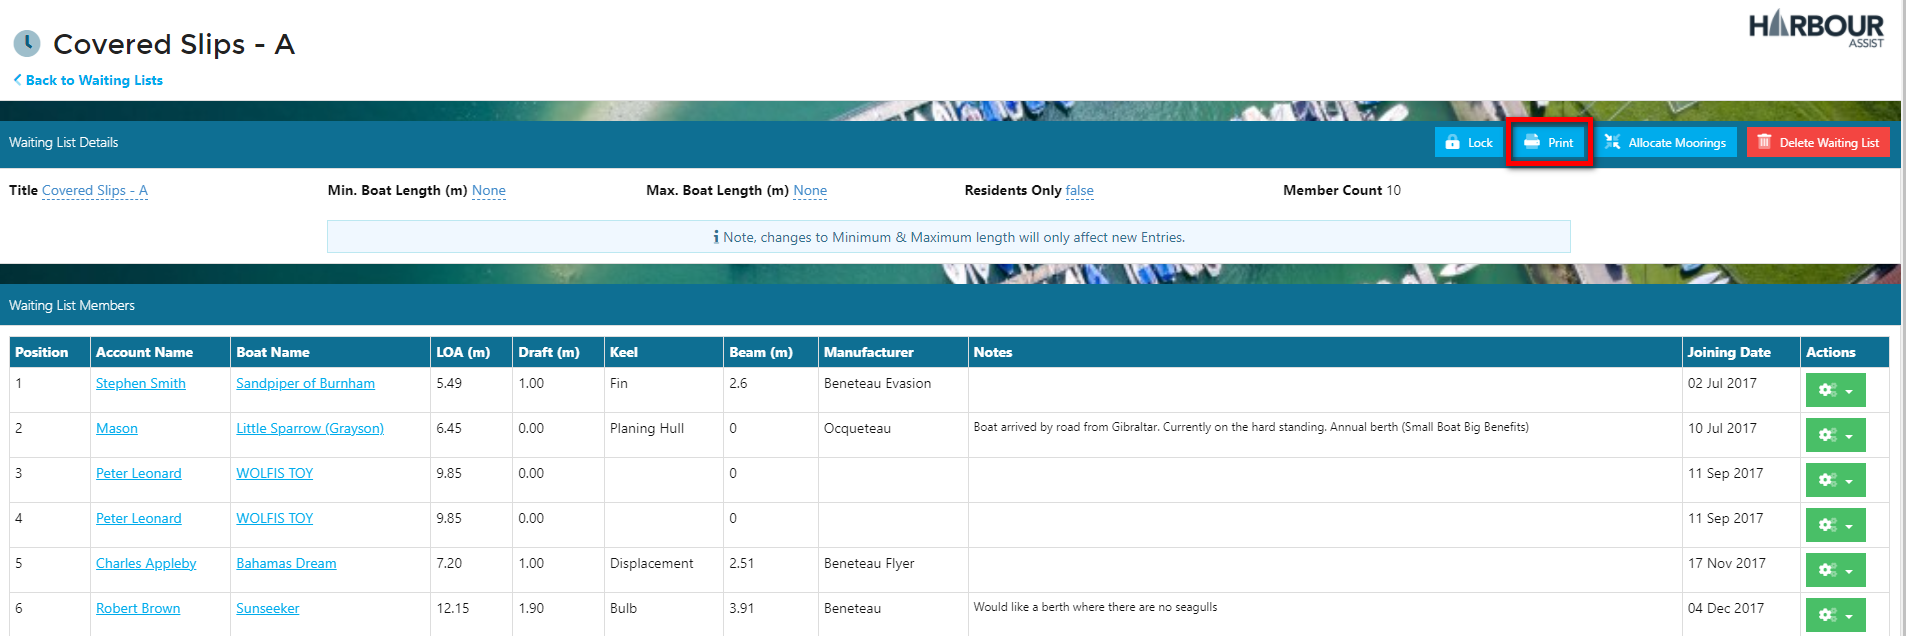 Covered Slips - A
HARBOUR
ASSIST
Back to Waiting Lists
Waiting List Details
Lock
Print
Allocate Moorings
Delete Waiting List
Title Covered Slips - A
Min. Boat Length (m) None
Max. Boat Length (m) None
Residents Only false
Member Count 10
Note, changes to Minimum & Maximum length will only affect new Entries.
Waiting List Members
Position Account Name Boat Name LOA (m) Draft (m) Keel Beam (m) Manufacturer Notes Joining Date Actions
1 Stephen Smith Sandpiper of Burnham 5.49 1.00 Fin 2.6 Beneteau Evasion 02 Jul 2017
2 Mason Little Sparrow (Grayson) 6.45 0.00 Planing Hull 0 Ocqueteau Boat arrived by road from Gibraltar. Currently on the hard standing. Annual berth (Small Boat Big Benefits) 10 Jul 2017
3 Peter Leonard WOLFIS TOY 9.85 0.00 0 11 Sep 2017
4 Peter Leonard WOLFIS TOY 9.85 0.00 0 11 Sep 2017
5 Charles Appleby Bahamas Dream 7.20 1.00 Displacement 2.51 Beneteau Flyer 17 Nov 2017
6 Robert Brown Sunseeker 12.15 1.90 Bulb 3.91 Beneteau Would like a berth where there are no seagulls 04 Dec 2017